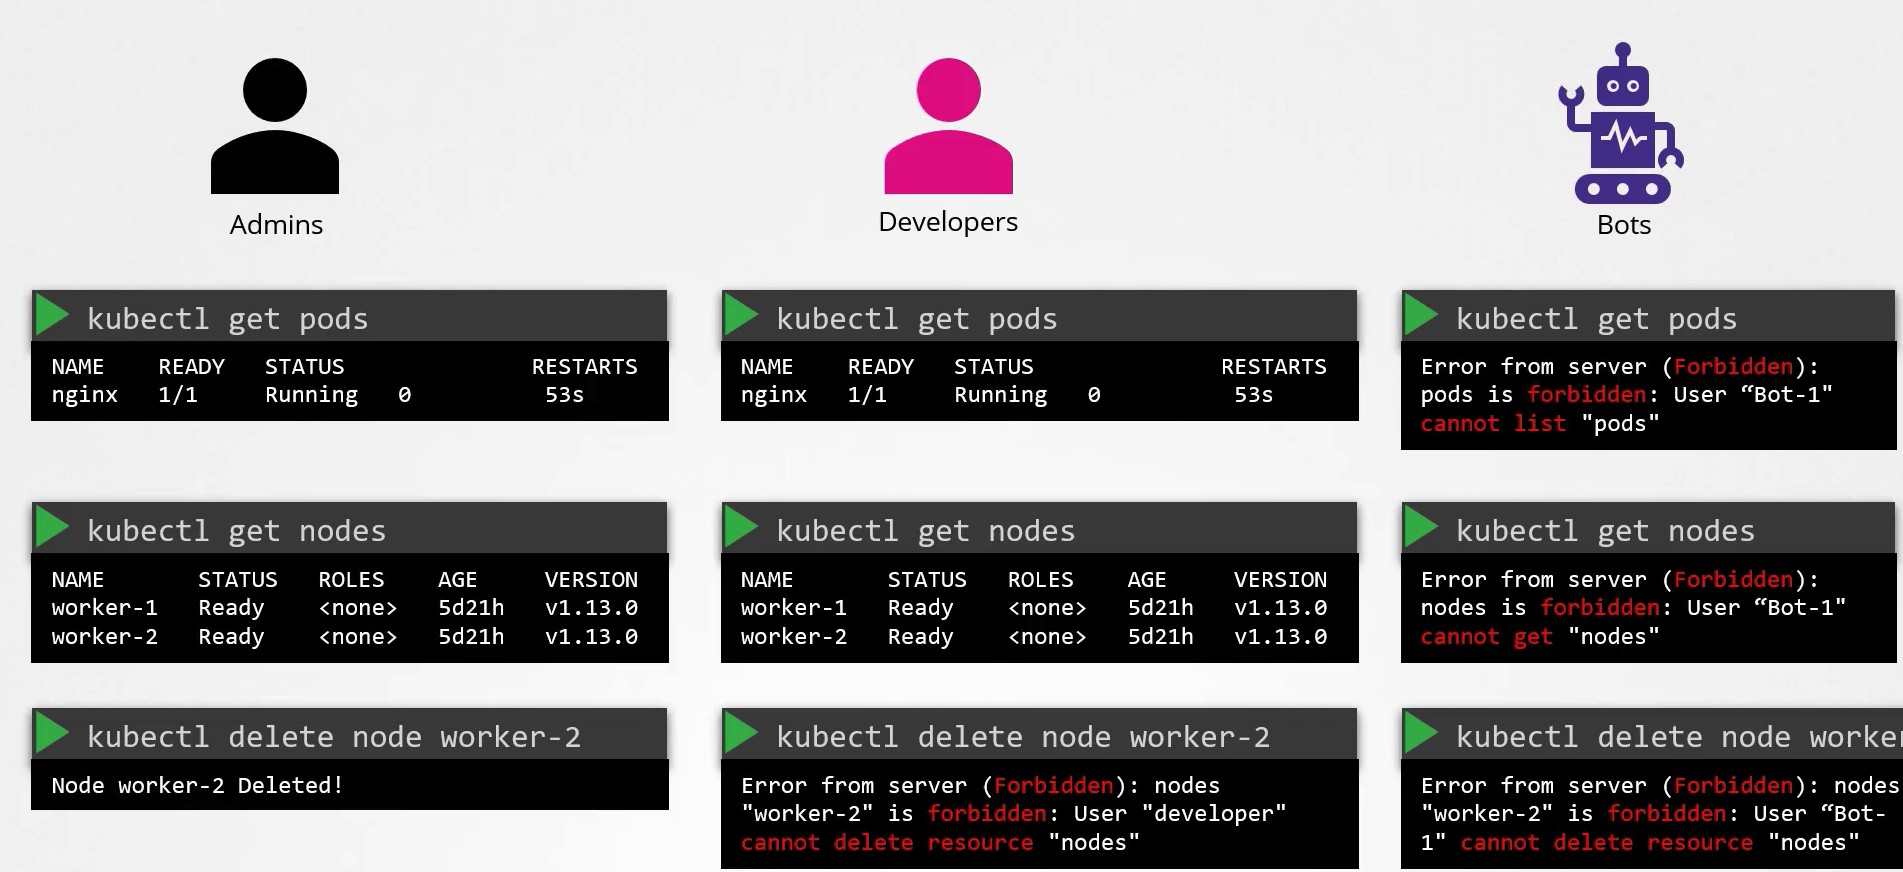 Admins
kubectl get pods
NAME READY STATUS RESTARTS
nginx 1/1 Running 0 53s
kubectl get nodes
NAME STATUS ROLES AGE VERSION
worker-1 Ready <none> 5d21h v1.13.0
worker-2 Ready <none> 5d21h v1.13.0
kubectl delete node worker-2
Node worker-2 Deleted!
Developers
kubectl get pods
NAME READY STATUS RESTARTS
nginx 1/1 Running 0 53s
kubectl get nodes
NAME STATUS ROLES AGE VERSION
worker-1 Ready <none> 5d21h v1.13.0
worker-2 Ready <none> 5d21h v1.13.0
kubectl delete node worker-2
Error from server (Forbidden): nodes
"worker-2" is forbidden: User "developer"
cannot delete resource "nodes"
Bots
kubectl get pods
Error from server (Forbidden):
pods is forbidden: User “Bot-1"
cannot list "pods"
kubectl get nodes
Error from server (Forbidden):
nodes is forbidden: User “Bot-1"
cannot get "nodes"
kubectl delete node
Error from server (Forbidden): nodes
"worker-2" is forbidden: User “Bot-
1" cannot delete resource "nodes"